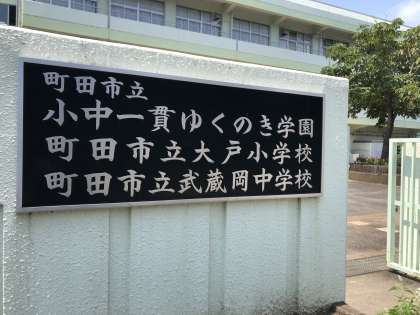 町田市立
小中一貫ゆくのき学園
町田市立大戸小学校
町田市立武蔵岡中学校